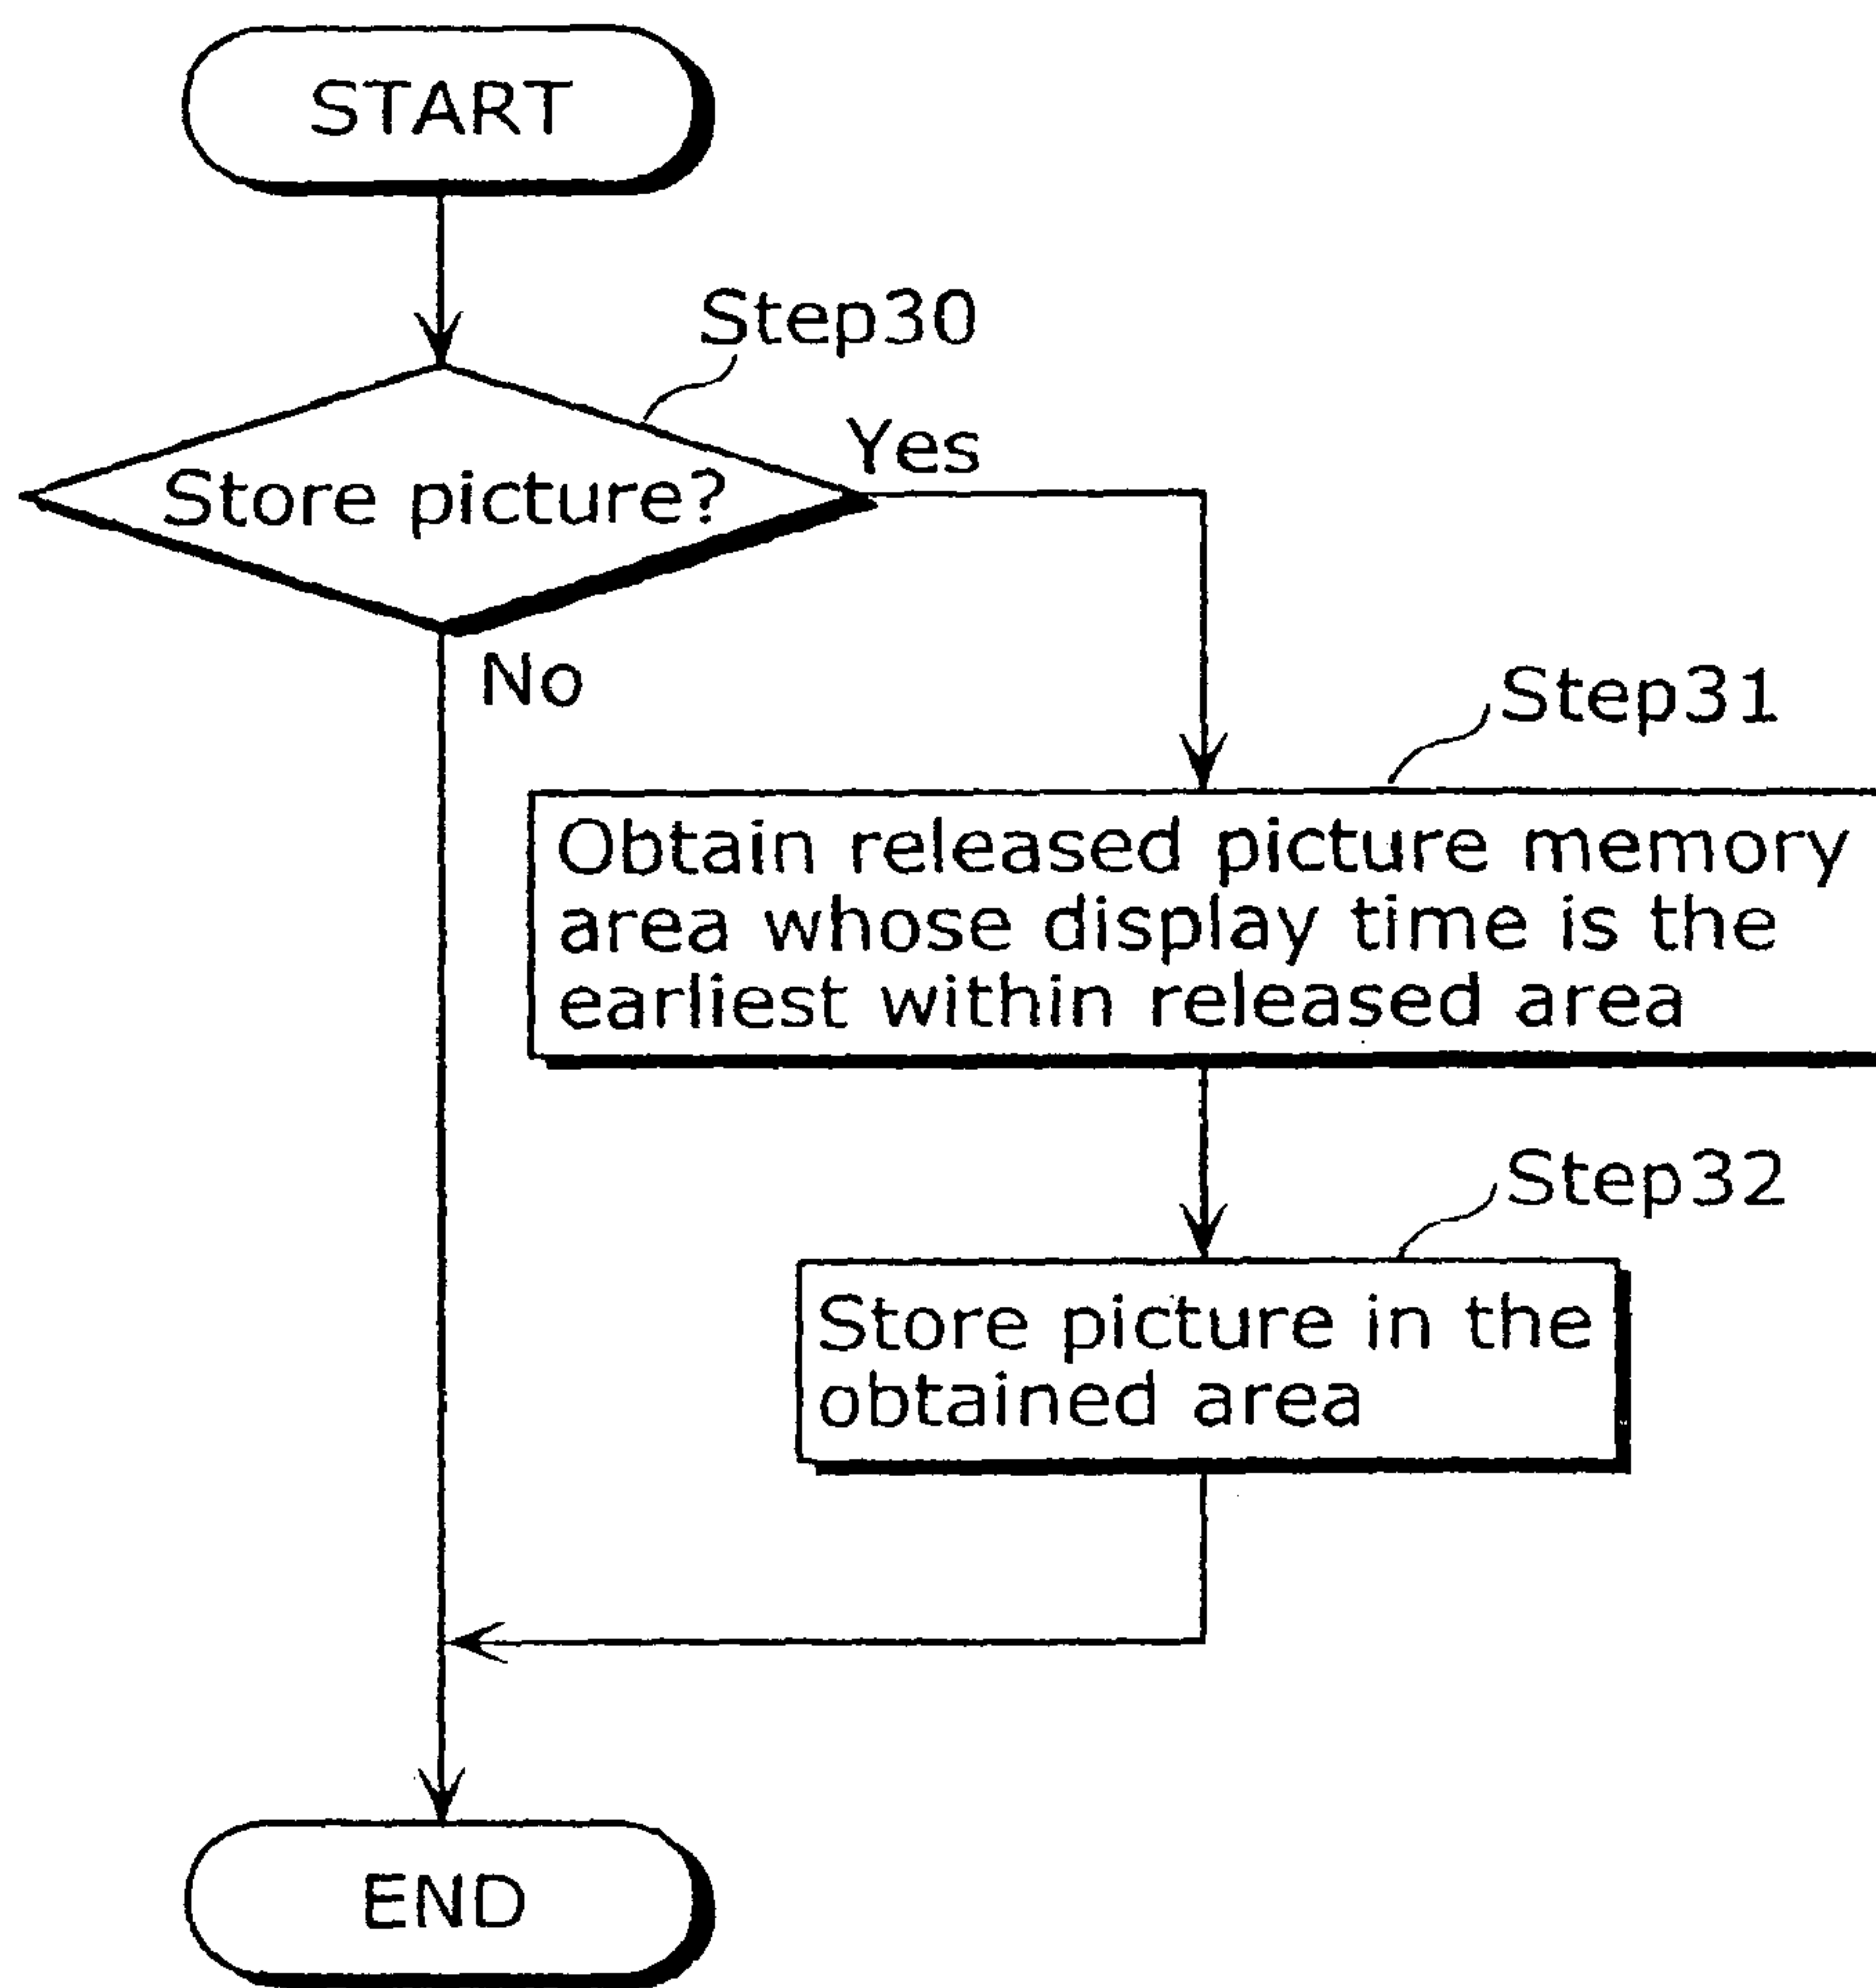 START
Step30
Yes
Store picture?
No
Step31
Obtain released picture memory
area whose display time is the
earliest within released area
Step32
Store picture in the
obtained area
END